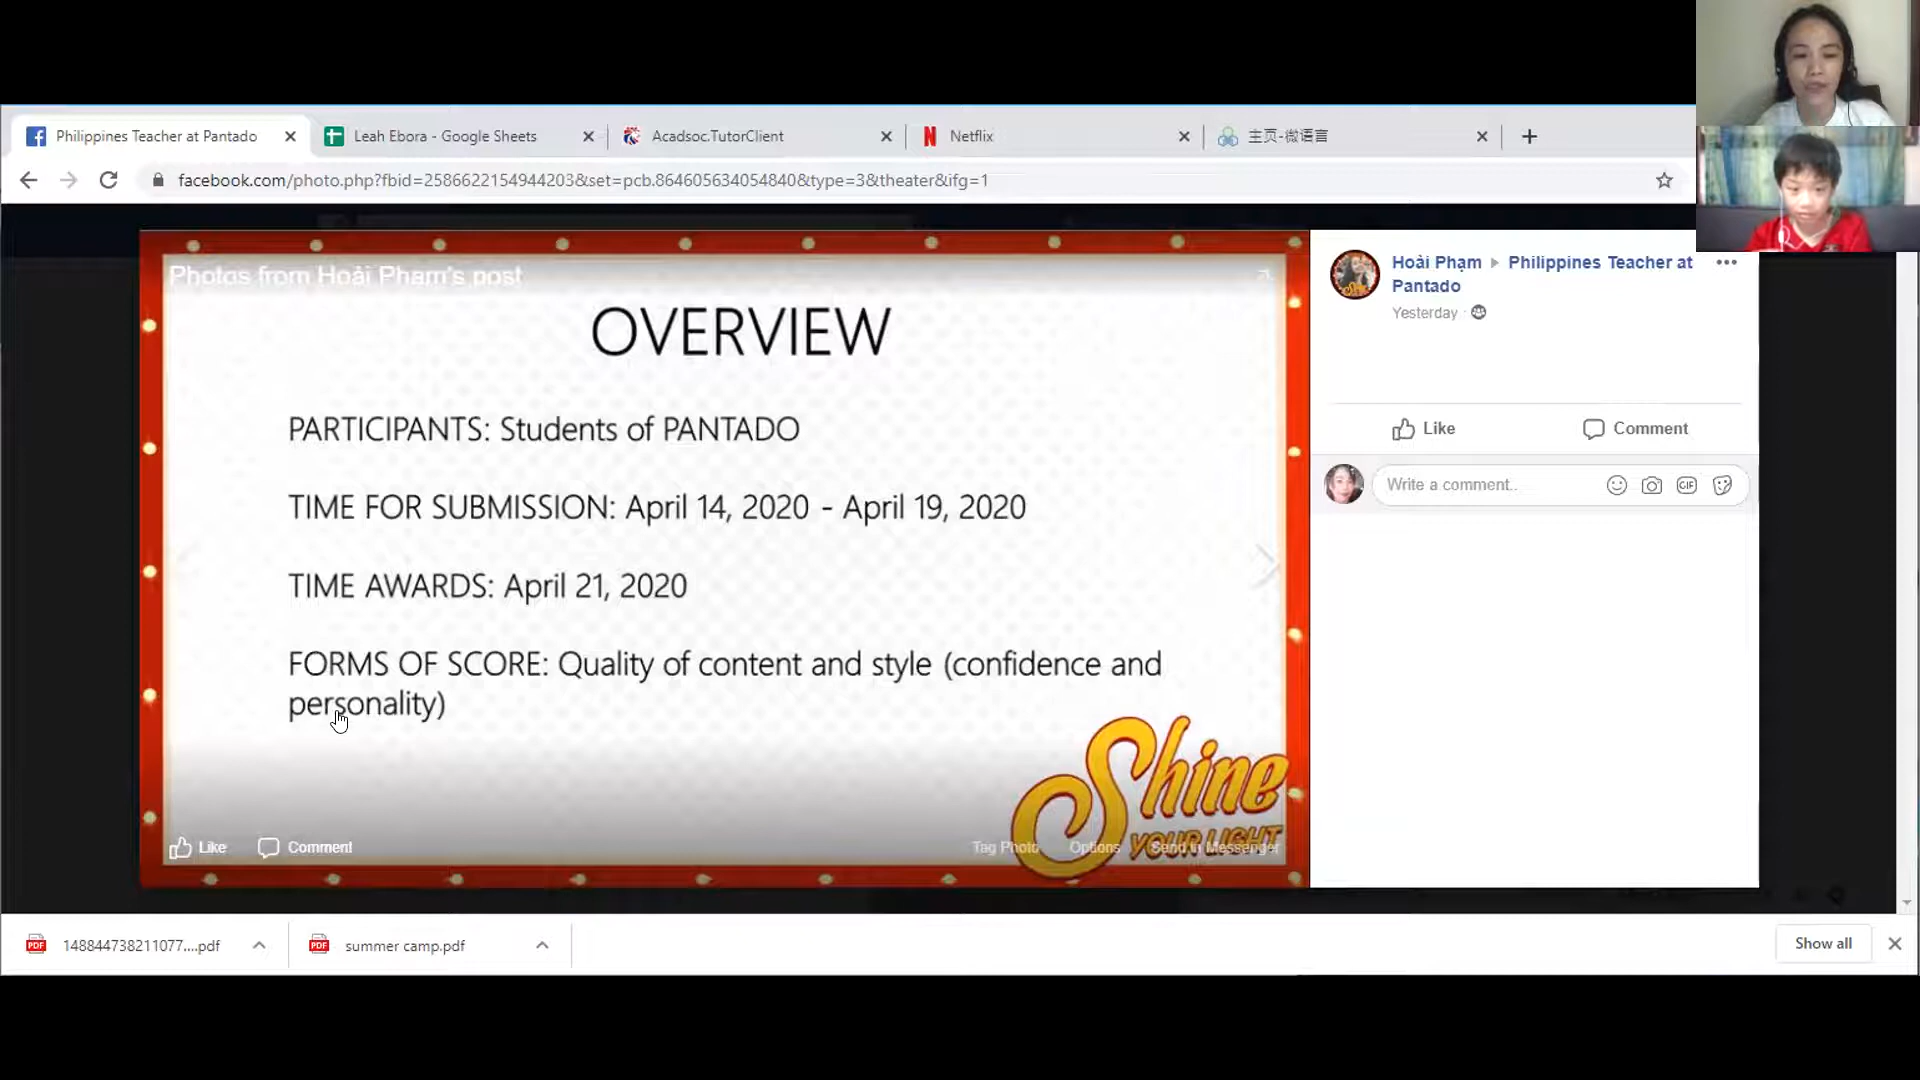 Philippines Teacher at Pantado
Leah Ebora - Google Sheets
Acadsoc.TutorClient
Netflix
主页-微语言
facebook.com/photo.php?fbid=2586622154944203&set=pcb.864605634054840&type=3&theater&ifg=1
Photos from Hoài Phạm's post
OVERVIEW
PARTICIPANTS: Students of PANTADO
TIME FOR SUBMISSION: April 14, 2020 - April 19, 2020
TIME AWARDS: April 21, 2020
FORMS OF SCORE: Quality of content and style (confidence and
personality)
Shine
YOUR LIGHT
Like
Comment
Tag Photo
Options
Send in Messenger
Hoài Phạm
Philippines Teacher at
Pantado
Yesterday
Like
Comment
Write a comment..
GIF
PDF
148844738211077....pdf
PDF
summer camp.pdf
Show all